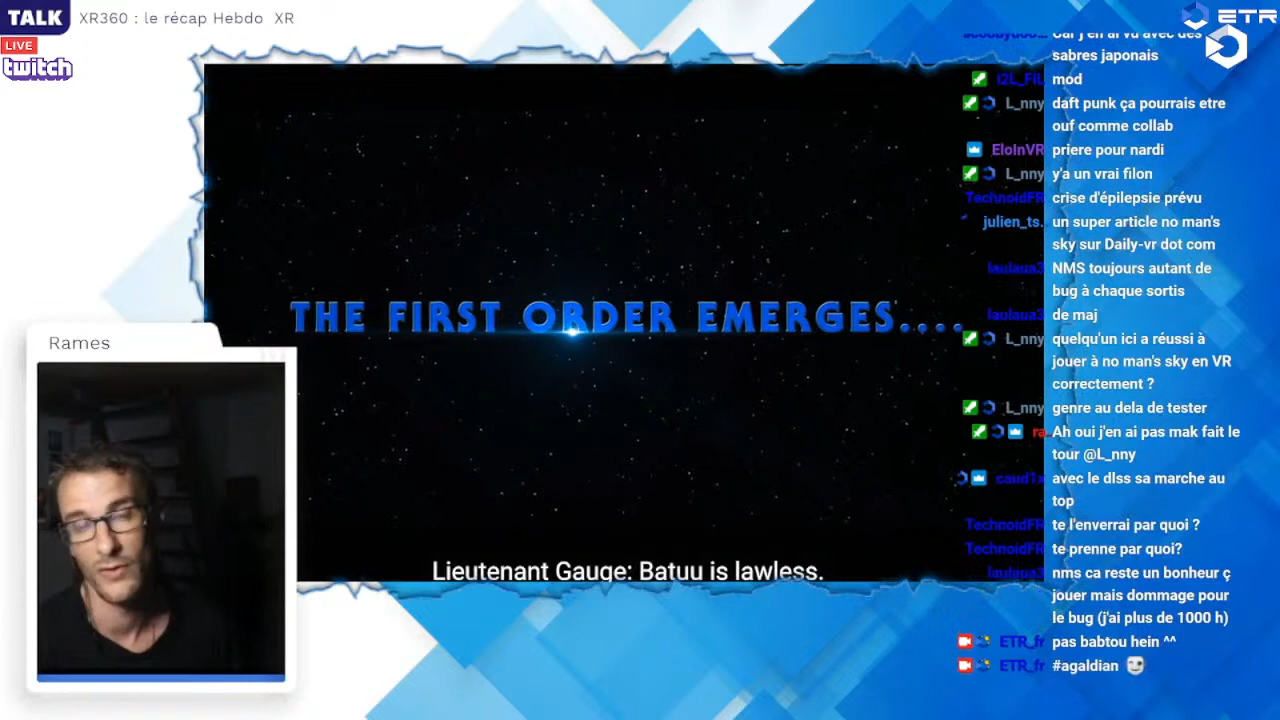 TALK XR360 : le récap Hebdo XR
LIVE
twitch
ETR
sabres japonais
mod
L_nny daft punk ça pourrais etre
ouf comme collab
EloInVR priere pour nardi
L_nny y'a un vrai filon
TechnoidFR crise d'épilepsie prévu
julien_ts. un super article no man's
sky sur Daily-vr dot com
laulaua3 NMS toujours autant de
bug à chaque sortis
laulaua3 de maj
L_nny quelqu'un ici a réussi à
jouer à no man's sky en VR
correctement ?
L_nny genre au dela de tester
ra Ah oui j'en ai pas mak fait le
tour @L_nny
caud1x avec le dlss sa marche au
top
TechnoidFR te l'enverrai par quoi ?
TechnoidFR te prenne par quoi?
laulaua3 nms ca reste un bonheur ç
jouer mais dommage pour
le bug (j'ai plus de 1000 h)
ETR_fr pas babtou hein ^^
ETR_fr #agaldian
THE FIRST ORDER EMERGES....
Lieutenant Gauge: Batuu is lawless.
Rames